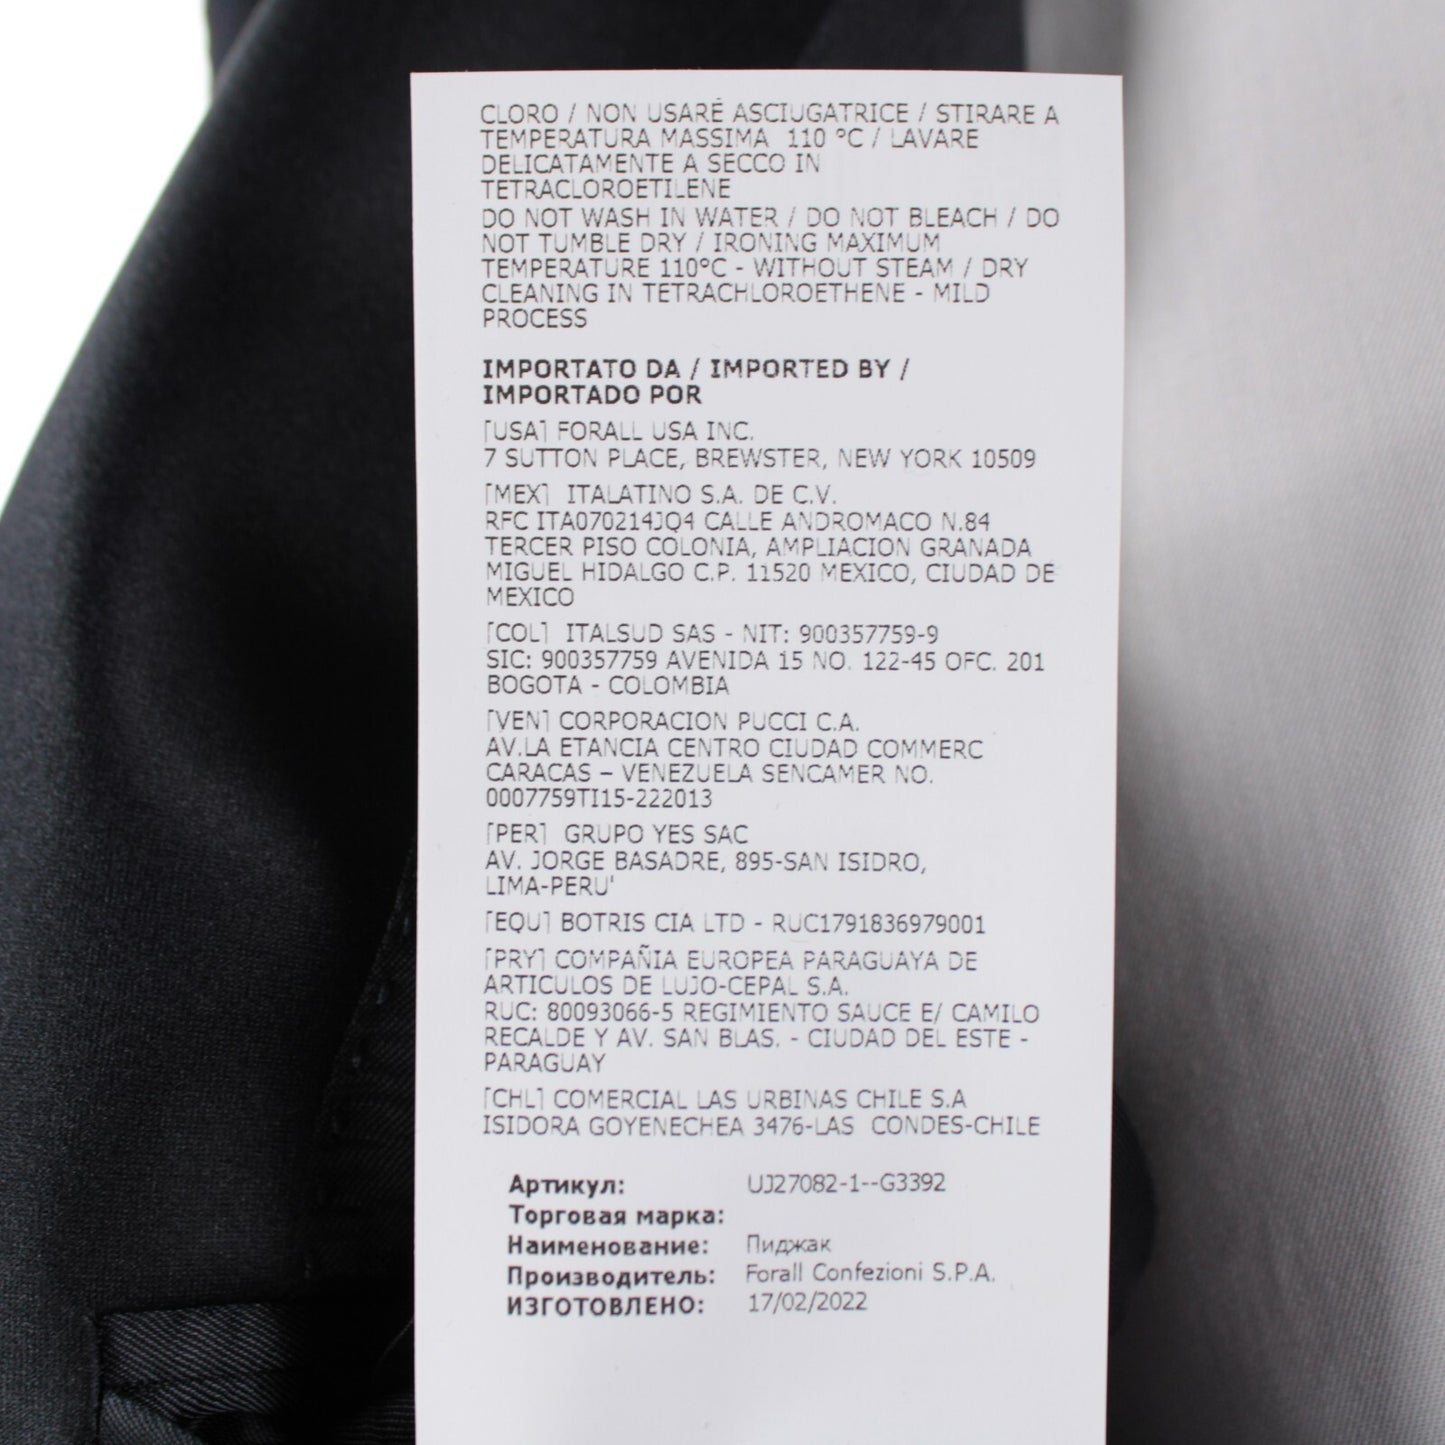 CLORO / NON USARÉ ASCIUGATRICE / STIRARE A
TEMPERATURA MASSIMA 110 °C / LAVARE
DELICATAMENTE A SECCO IN
TETRACLOROETILENE
DO NOT WASH IN WATER / DO NOT BLEACH / DO
NOT TUMBLE DRY / IRONING MAXIMUM
TEMPERATURE 110°C - WITHOUT STEAM / DRY
CLEANING IN TETRACHLOROETHENE - MILD
PROCESS
IMPORTATO DA / IMPORTED BY /
IMPORTADO POR
[USA] FORALL USA INC.
7 SUTTON PLACE, BREWSTER, NEW YORK 10509
[MEX] ITALATINO S.A. DE C.V.
RFC ITA070214JQ4 CALLE ANDROMACO N.84
TERCER PISO COLONIA, AMPLIACION GRANADA
MIGUEL HIDALGO C.P. 11520 MEXICO, CIUDAD DE
MEXICO
[COL] ITALSUD SAS - NIT: 900357759-9
SIC: 900357759 AVENIDA 15 NO. 122-45 OFC. 201
BOGOTA - COLOMBIA
[VEN] CORPORACION PUCCI C.A.
AV.LA ETANCIA CENTRO CIUDAD COMMERC
CARACAS – VENEZUELA SENCAMER NO.
0007759TI15-222013
[PER] GRUPO YES SAC
AV. JORGE BASADRE, 895-SAN ISIDRO,
LIMA-PERU'
[EQU] BOTRIS CIA LTD - RUC1791836979001
[PRY] COMPAÑIA EUROPEA PARAGUAYA DE
ARTICULOS DE LUJO-CEPAL S.A.
RUC: 80093066-5 REGIMIENTO SAUCE E/ CAMILO
RECALDE Y AV. SAN BLAS. - CIUDAD DEL ESTE -
PARAGUAY
[CHL] COMERCIAL LAS URBINAS CHILE S.A
ISIDORA GOYENECHEA 3476-LAS CONDES-CHILE
Артикул: UJ27082-1--G3392
Торговая марка:
Наименование: Пиджак
Производитель: Forall Confezioni S.P.A.
ИЗГОТОВЛЕНО: 17/02/2022